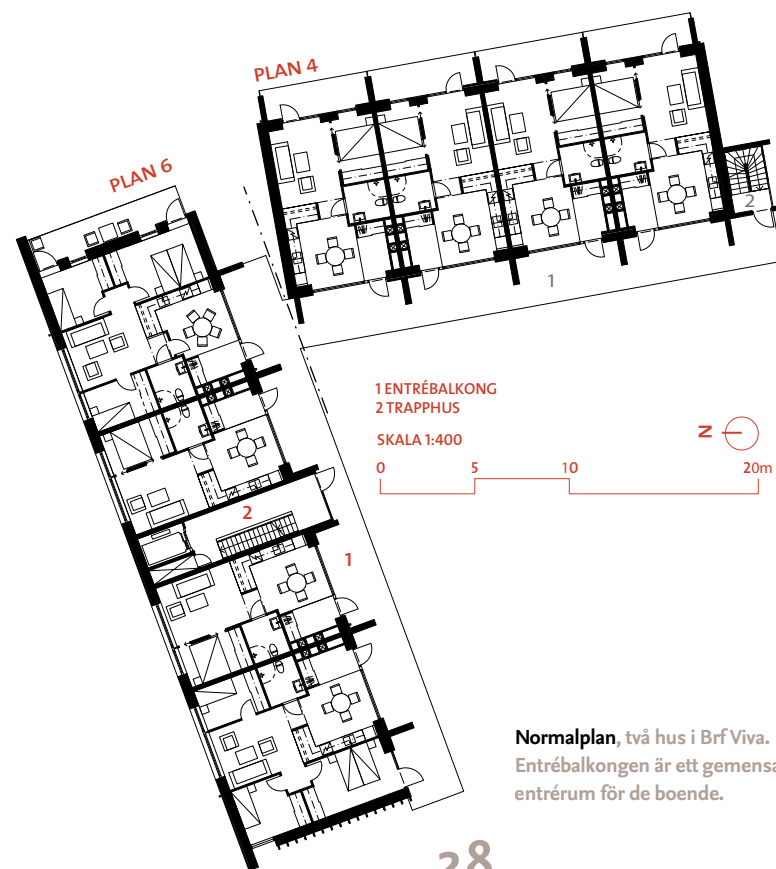 PLAN 4
PLAN 6
2
1
1 ENTRÉBALKONG
2 TRAPPHUS
SKALA 1:400
N
0 5 10 20m
2
1
Normalplan, två hus i Brf Viva.
Entrébalkongen är ett gemensa
entrérum för de boende.
38